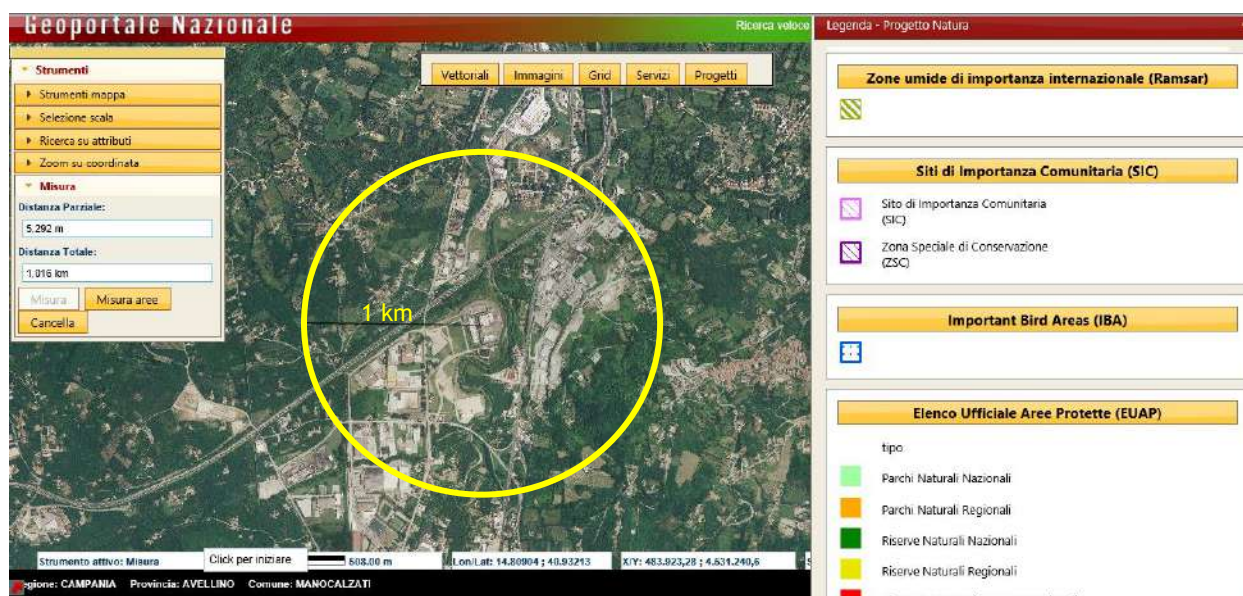 Geoportale Nazionale
Ricerca veloce
Strumenti
Strumenti mappa
Selezione scala
Ricerca su attributi
Zoom su coordinata
Misura
Distanza Parziale:
5,292 m
Distanza Totale:
1,016 km
Misura
Misura aree
Cancella
Vettoriali
Immagini
Grid
Servizi
Progetti
1 km
Strumento attivo: Misura
Click per iniziare
508.00 m
Lon/Lat: 14.80904 ; 40.93213
X/Y: 483.923,28 ; 4.531.240,6
egione: CAMPANIA Provincia: AVELLINO Comune: MANOCALZATI
Legenda - Progetto Natura
Zone umide di importanza internazionale (Ramsar)
Siti di Importanza Comunitaria (SIC)
Sito di Importanza Comunitaria
(SIC)
Zona Speciale di Conservazione
(ZSC)
Important Bird Areas (IBA)
Elenco Ufficiale Aree Protette (EUAP)
tipo
Parchi Naturali Nazionali
Parchi Naturali Regionali
Riserve Naturali Nazionali
Riserve Naturali Regionali